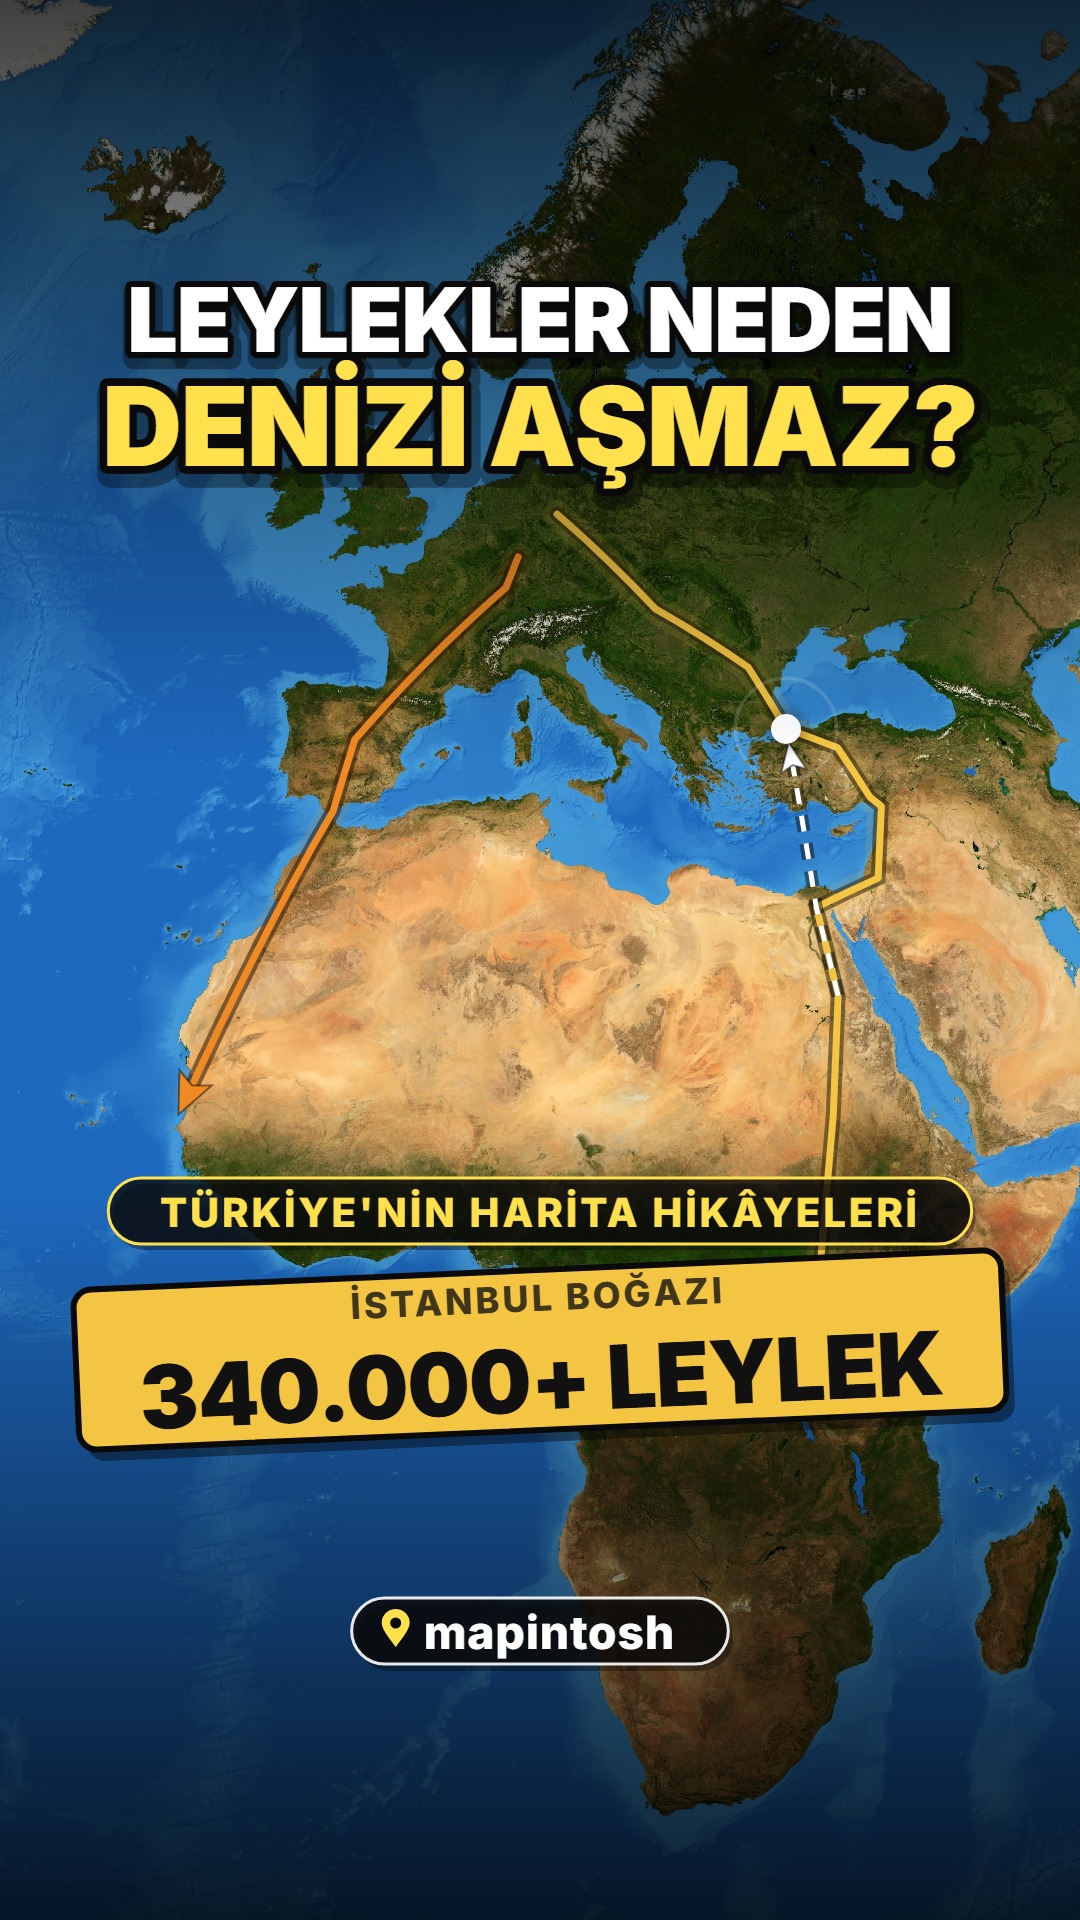 LEYLEKLER NEDEN
DENİZİ AŞMAZ?
TÜRKİYE'NİN HARİTA HİKÂYELERİ
İSTANBUL BOĞAZI
340.000+ LEYLEK
mapintosh